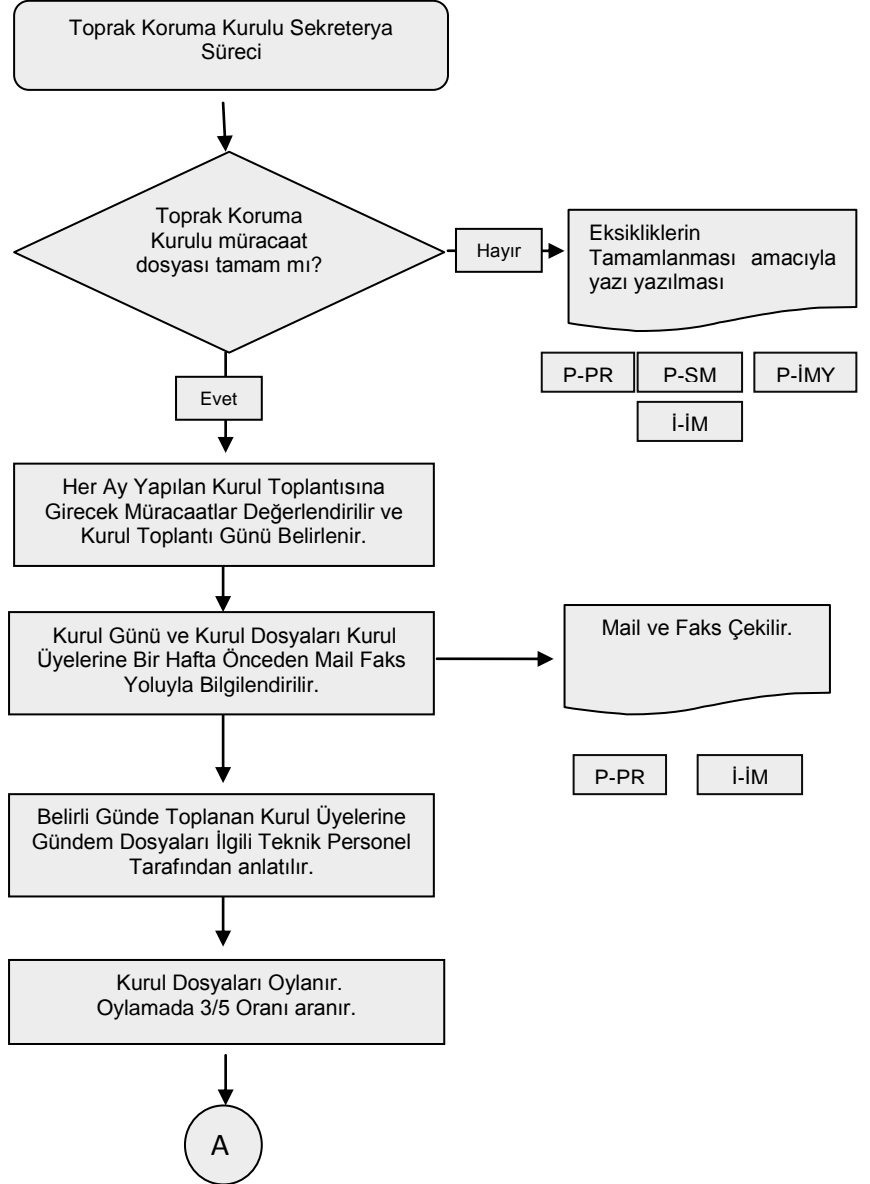 Toprak Koruma Kurulu Sekreterya
Süreci
Toprak Koruma
Kurulu müracaat
dosyası tamam mı?
Hayır
Eksikliklerin
Tamamlanması amacıyla
yazı yazılması
P-PR
P-SM
P-İMY
İ-İM
Evet
Her Ay Yapılan Kurul Toplantısına
Girecek Müracaatlar Değerlendirilir ve
Kurul Toplantı Günü Belirlenir.
Kurul Günü ve Kurul Dosyaları Kurul
Üyelerine Bir Hafta Önceden Mail Faks
Yoluyla Bilgilendirilir.
Mail ve Faks Çekilir.
P-PR
İ-İM
Belirli Günde Toplanan Kurul Üyelerine
Gündem Dosyaları İlgili Teknik Personel
Tarafından anlatılır.
Kurul Dosyaları Oylanır.
Oylamada 3/5 Oranı aranır.
A